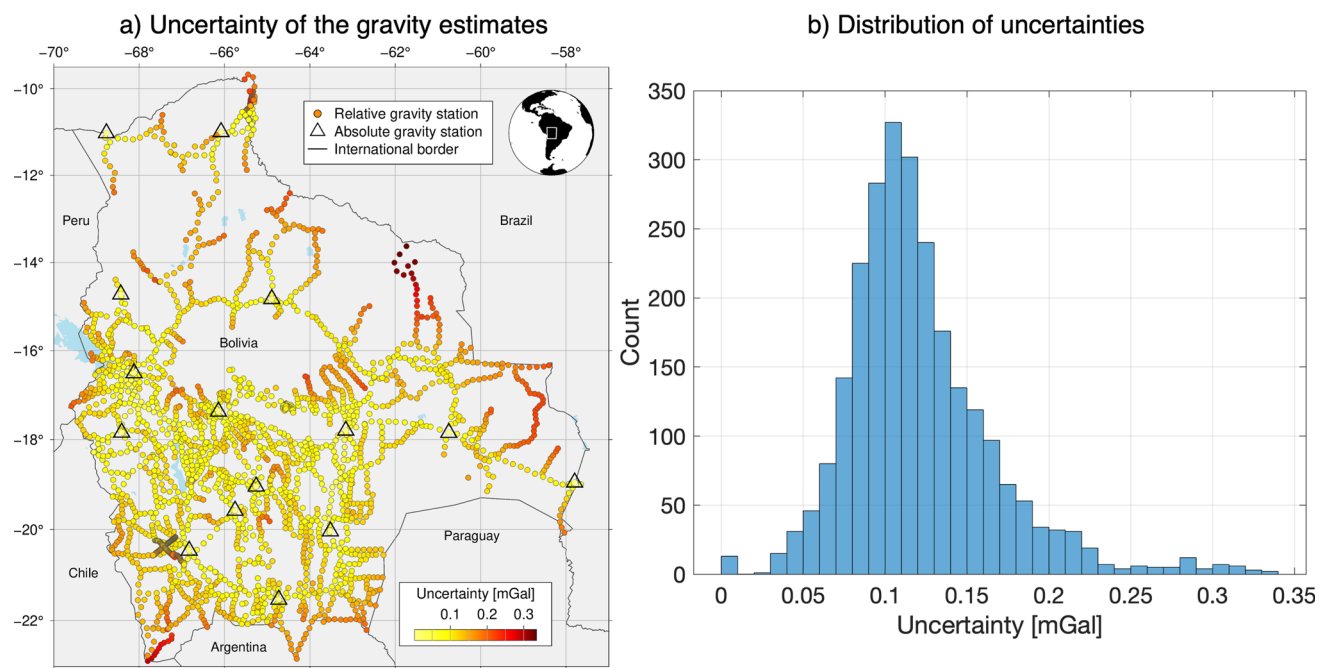 a) Uncertainty of the gravity estimates
−70° −68° −66° −64° −62° −60° −58°
−10°
−12°
−14°
−16°
−18°
−20°
−22°
Relative gravity station
Absolute gravity station
International border
Peru
Brazil
Bolivia
Paraguay
Chile
Argentina
Uncertainty [mGal]
0.1 0.2 0.3
b) Distribution of uncertainties
Count
350
300
250
200
150
100
50
0
0 0.05 0.1 0.15 0.2 0.25 0.3 0.35
Uncertainty [mGal]